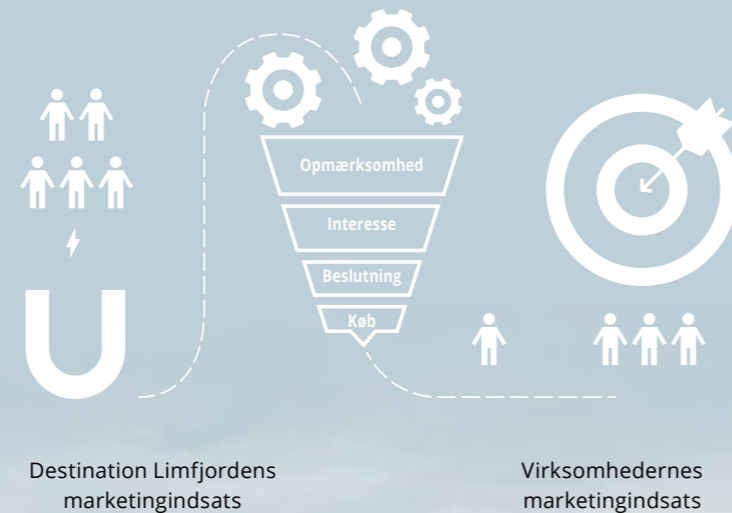 Opmærksomhed
Interesse
Beslutning
Køb
Destination Limfjordens
marketingindsats
Virksomhedernes
marketingindsats